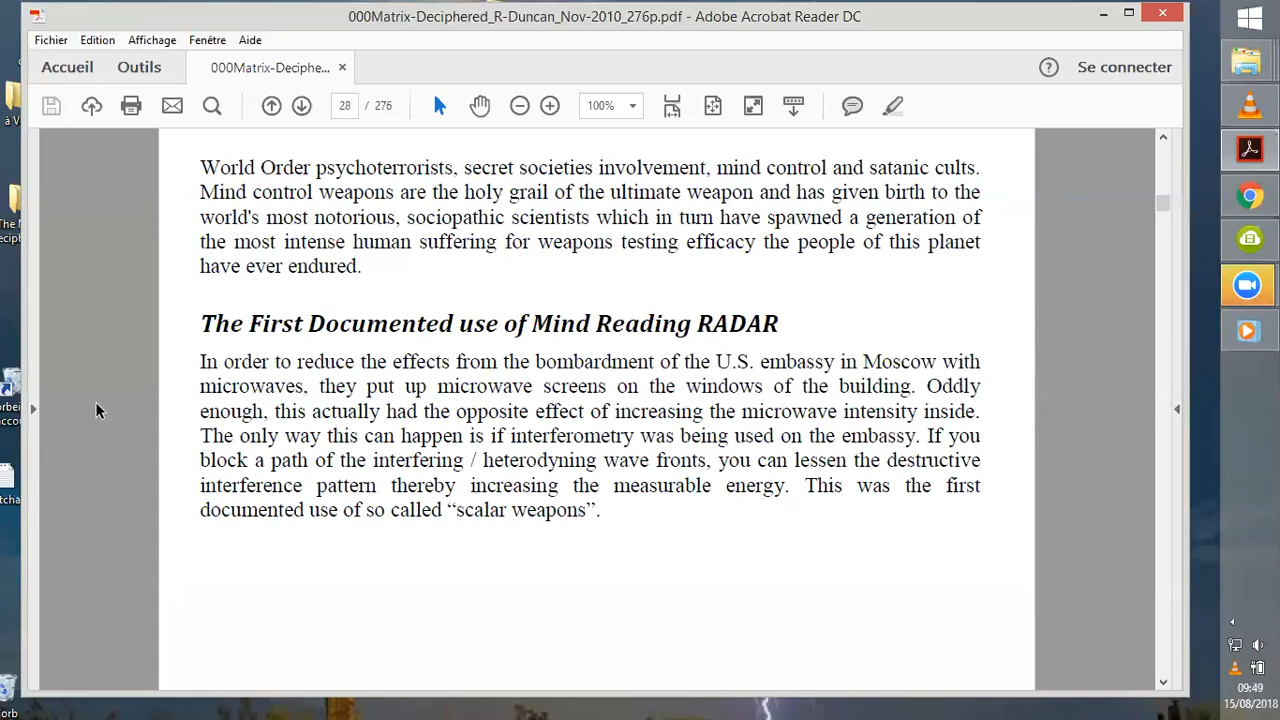 000Matrix-Deciphered_R-Duncan_Nov-2010_276p.pdf - Adobe Acrobat Reader DC
Fichier Edition Affichage Fenêtre Aide
Accueil Outils 000Matrix-Deciphe... × Se connecter
28 / 276 100%
World Order psychoterrorists, secret societies involvement, mind control and satanic cults.
Mind control weapons are the holy grail of the ultimate weapon and has given birth to the
world's most notorious, sociopathic scientists which in turn have spawned a generation of
the most intense human suffering for weapons testing efficacy the people of this planet
have ever endured.
The First Documented use of Mind Reading RADAR
In order to reduce the effects from the bombardment of the U.S. embassy in Moscow with
microwaves, they put up microwave screens on the windows of the building. Oddly
enough, this actually had the opposite effect of increasing the microwave intensity inside.
The only way this can happen is if interferometry was being used on the embassy. If you
block a path of the interfering / heterodyning wave fronts, you can lessen the destructive
interference pattern thereby increasing the measurable energy. This was the first
documented use of so called “scalar weapons”.
à V
09:49
15/08/2018